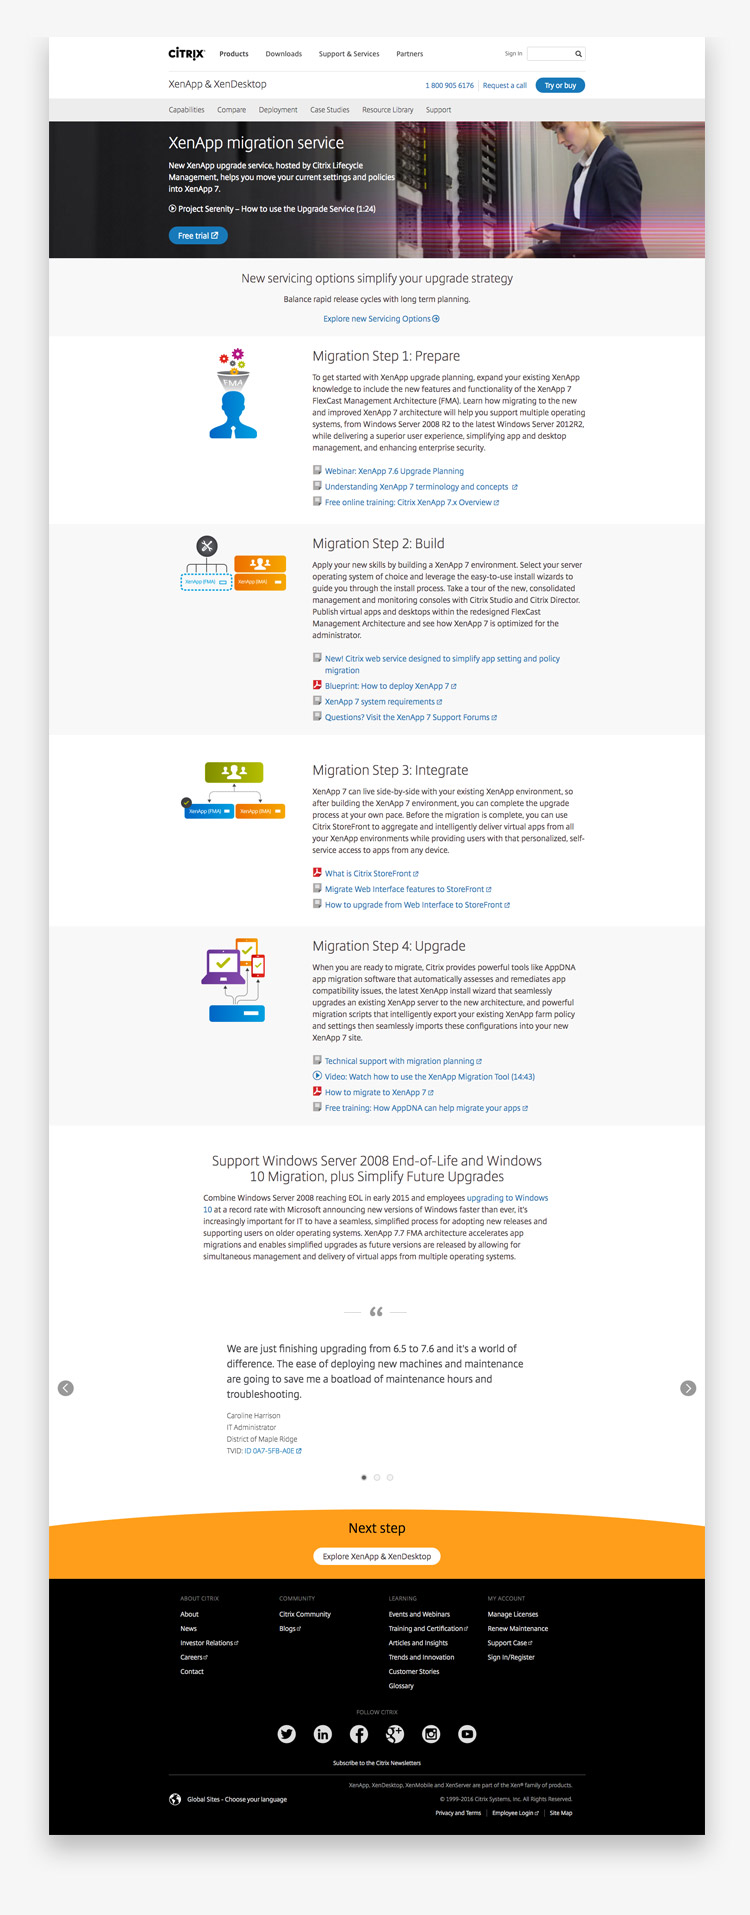 CITRIX
Products Downloads Support & Services Partners Sign In
XenApp & XenDesktop 1 800 905 6176 Request a call Try or buy
Capabilities Compare Deployment Case Studies Resource Library Support
XenApp migration service
New XenApp upgrade service, hosted by Citrix Lifecycle
Management, helps you move your current settings and policies
into XenApp 7.
Project Serenity – How to use the Upgrade Service (1:24)
Free trial
New servicing options simplify your upgrade strategy
Balance rapid release cycles with long term planning.
Explore new Servicing Options
FMA
Migration Step 1: Prepare
To get started with XenApp upgrade planning, expand your existing XenApp
knowledge to include the new features and functionality of the XenApp 7
FlexCast Management Architecture (FMA). Learn how migrating to the new
and improved XenApp 7 architecture will help you support multiple operating
systems, from Windows Server 2008 R2 to the latest Windows Server 2012R2,
while delivering a superior user experience, simplifying app and desktop
management, and enhancing enterprise security.
Webinar: XenApp 7.6 Upgrade Planning
Understanding XenApp 7 terminology and concepts
Free online training: Citrix XenApp 7.x Overview
XenApp (FMA) XenApp (IMA)
Migration Step 2: Build
Apply your new skills by building a XenApp 7 environment. Select your server
operating system of choice and leverage the easy-to-use install wizards to
guide you through the install process. Take a tour of the new, consolidated
management and monitoring consoles with Citrix Studio and Citrix Director.
Publish virtual apps and desktops within the redesigned FlexCast
Management Architecture and see how XenApp 7 is optimized for the
administrator.
New! Citrix web service designed to simplify app setting and policy
migration
Blueprint: How to deploy XenApp 7
XenApp 7 system requirements
Questions? Visit the XenApp 7 Support Forums
XenApp (FMA) XenApp (IMA)
Migration Step 3: Integrate
XenApp 7 can live side-by-side with your existing XenApp environment, so
after building the XenApp 7 environment, you can complete the upgrade
process at your own pace. Before the migration is complete, you can use
Citrix StoreFront to aggregate and intelligently deliver virtual apps from all
your XenApp environments while providing users with that personalized, self-
service access to apps from any device.
What is Citrix StoreFront
Migrate Web Interface features to StoreFront
How to upgrade from Web Interface to StoreFront
Migration Step 4: Upgrade
When you are ready to migrate, Citrix provides powerful tools like AppDNA
app migration software that automatically assesses and remediates app
compatibility issues, the latest XenApp install wizard that seamlessly
upgrades an existing XenApp server to the new architecture, and powerful
migration scripts that intelligently export your existing XenApp farm policy
and settings then seamlessly imports these configurations into your new
XenApp 7 site.
Technical support with migration planning
Video: Watch how to use the XenApp Migration Tool (14:43)
How to migrate to XenApp 7
Free training: How AppDNA can help migrate your apps
Support Windows Server 2008 End-of-Life and Windows
10 Migration, plus Simplify Future Upgrades
Combine Windows Server 2008 reaching EOL in early 2015 and employees upgrading to Windows
10 at a record rate with Microsoft announcing new versions of Windows faster than ever, it's
increasingly important for IT to have a seamless, simplified process for adopting new releases and
supporting users on older operating systems. XenApp 7.7 FMA architecture accelerates app
migrations and enables simplified upgrades as future versions are released by allowing for
simultaneous management and delivery of virtual apps from multiple operating systems.
“
We are just finishing upgrading from 6.5 to 7.6 and it's a world of
difference. The ease of deploying new machines and maintenance
are going to save me a boatload of maintenance hours and
troubleshooting.
Caroline Harrison
IT Administrator
District of Maple Ridge
TVID: ID 0A7-5FB-A0E
Next step
Explore XenApp & XenDesktop
ABOUT CITRIX COMMUNITY LEARNING MY ACCOUNT
About Citrix Community Events and Webinars Manage Licenses
News Blogs Training and Certification Renew Maintenance
Investor Relations Articles and Insights Support Case
Careers Trends and Innovation Sign In/Register
Contact Customer Stories
Glossary
FOLLOW CITRIX
Subscribe to the Citrix Newsletters
XenApp, XenDesktop, XenMobile and XenServer are part of the Xen® family of products.
Global Sites - Choose your language © 1999-2016 Citrix Systems, Inc. All Rights Reserved.
Privacy and Terms Employee Login Site Map